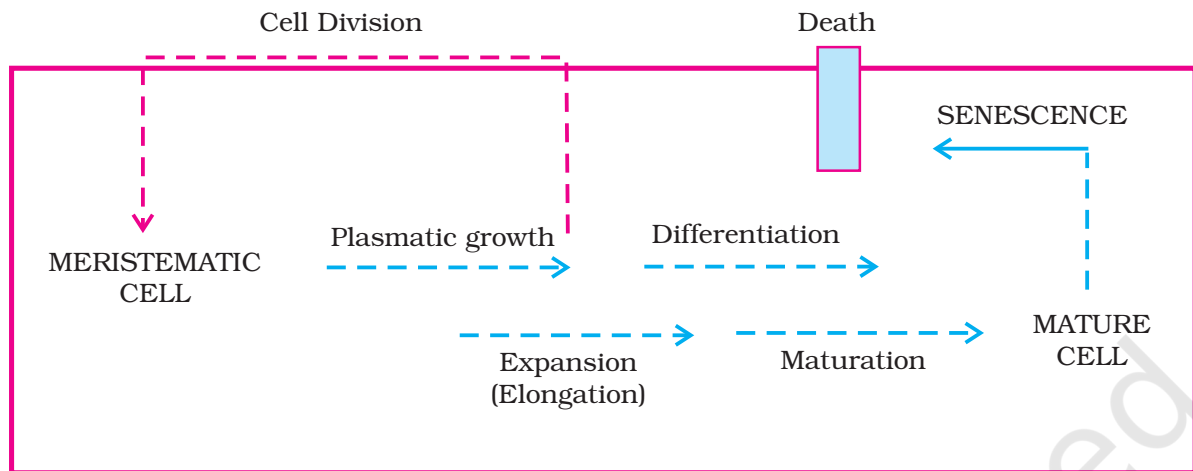 Cell Division
Death
SENESCENCE
Plasmatic growth
Differentiation
MERISTEMATIC
CELL
MATURE
CELL
Expansion
(Elongation)
Maturation